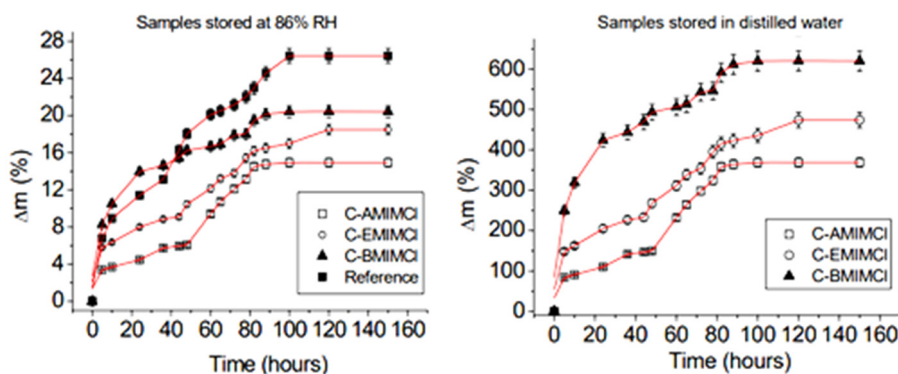 Samples stored at 86% RH
Δm (%)
28
24
20
16
12
8
4
0
C-AMIMCl
C-EMIMCl
C-BMIMCl
Reference
0 20 40 60 80 100 120 140 160
Time (hours)
Samples stored in distilled water
Δm (%)
600
500
400
300
200
100
0
C-AMIMCl
C-EMIMCl
C-BMIMCl
0 20 40 60 80 100 120 140 160
Time (hours)